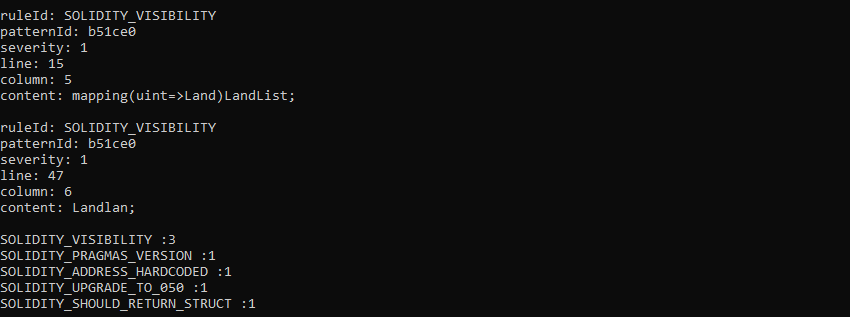 ruleId: SOLIDITY_VISIBILITY
patternId: b51ce0
severity: 1
line: 15
column: 5
content: mapping(uint=>Land)LandList;
ruleId: SOLIDITY_VISIBILITY
patternId: b51ce0
severity: 1
line: 47
column: 6
content: Landlan;
SOLIDITY_VISIBILITY :3
SOLIDITY_PRAGMAS_VERSION :1
SOLIDITY_ADDRESS_HARDCODED :1
SOLIDITY_UPGRADE_TO_050 :1
SOLIDITY_SHOULD_RETURN_STRUCT :1